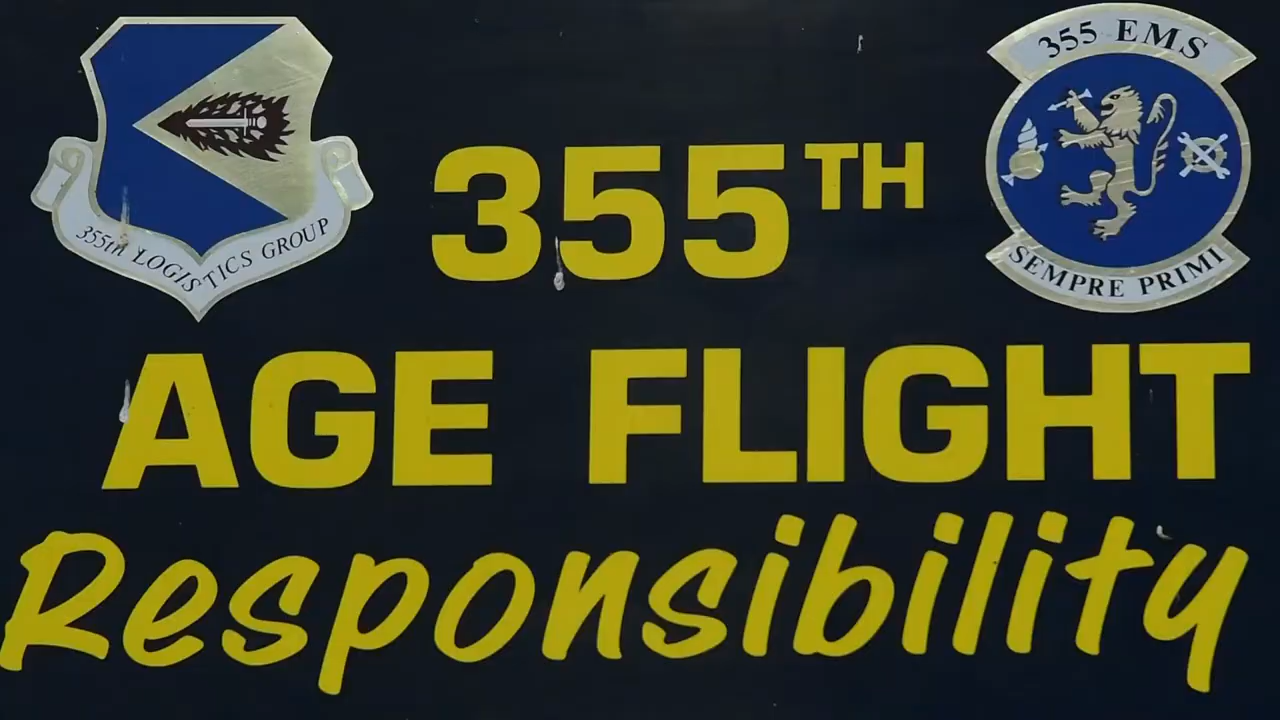 355th LOGISTICS GROUP
355 EMS
SEMPRE PRIMI
355TH
AGE FLIGHT
Responsibility